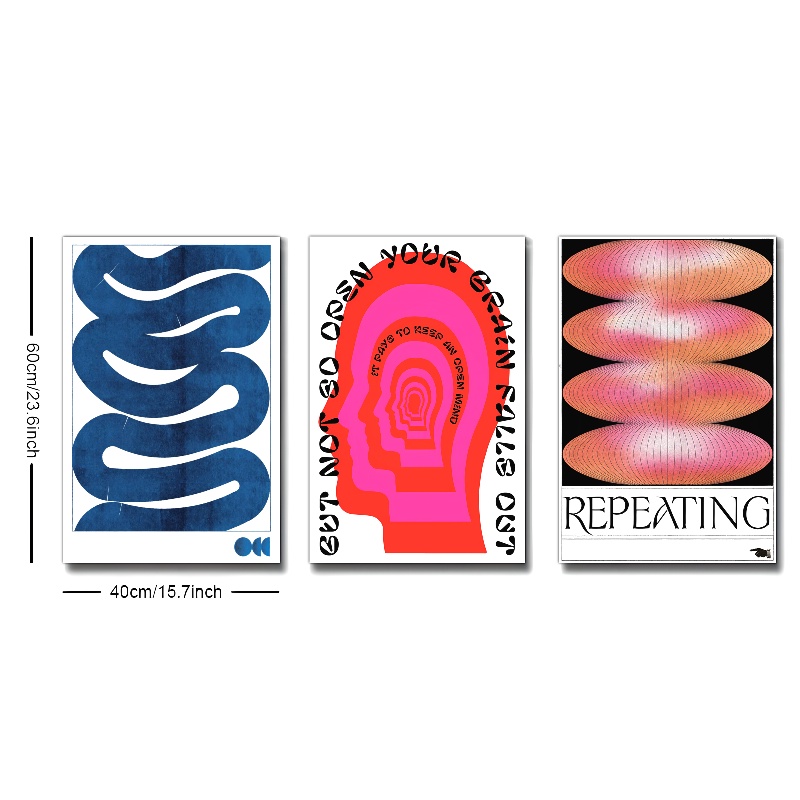 60cm/23.6inch
40cm/15.7inch
BUT NOT SO OPEN YOUR BRAIN FALLS OUT
IT PAYS TO KEEP AN OPEN MIND
REPEATING